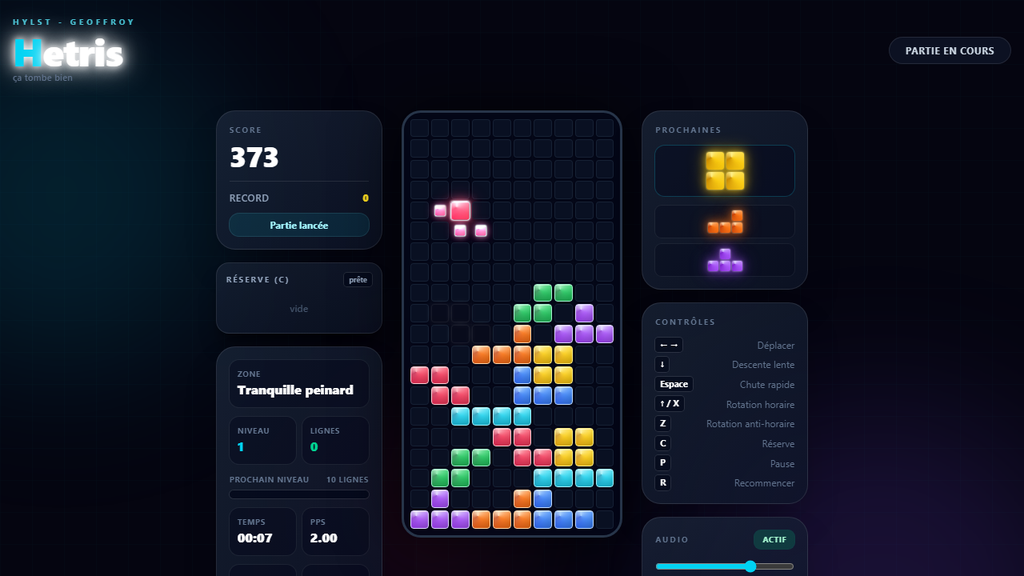 HYLST - GEOFFROY
Hetris
ça tombe bien
PARTIE EN COURS
SCORE
373
RECORD 0
Partie lancée
RÉSERVE (C) prête
vide
ZONE
Tranquille peinard
NIVEAU LIGNES
1 0
PROCHAIN NIVEAU 10 LIGNES
TEMPS PPS
00:07 2.00
PROCHAINES
CONTRÔLES
← → Déplacer
↓ Descente lente
Espace Chute rapide
↑ / X Rotation horaire
Z Rotation anti-horaire
C Réserve
P Pause
R Recommencer
AUDIO ACTIF